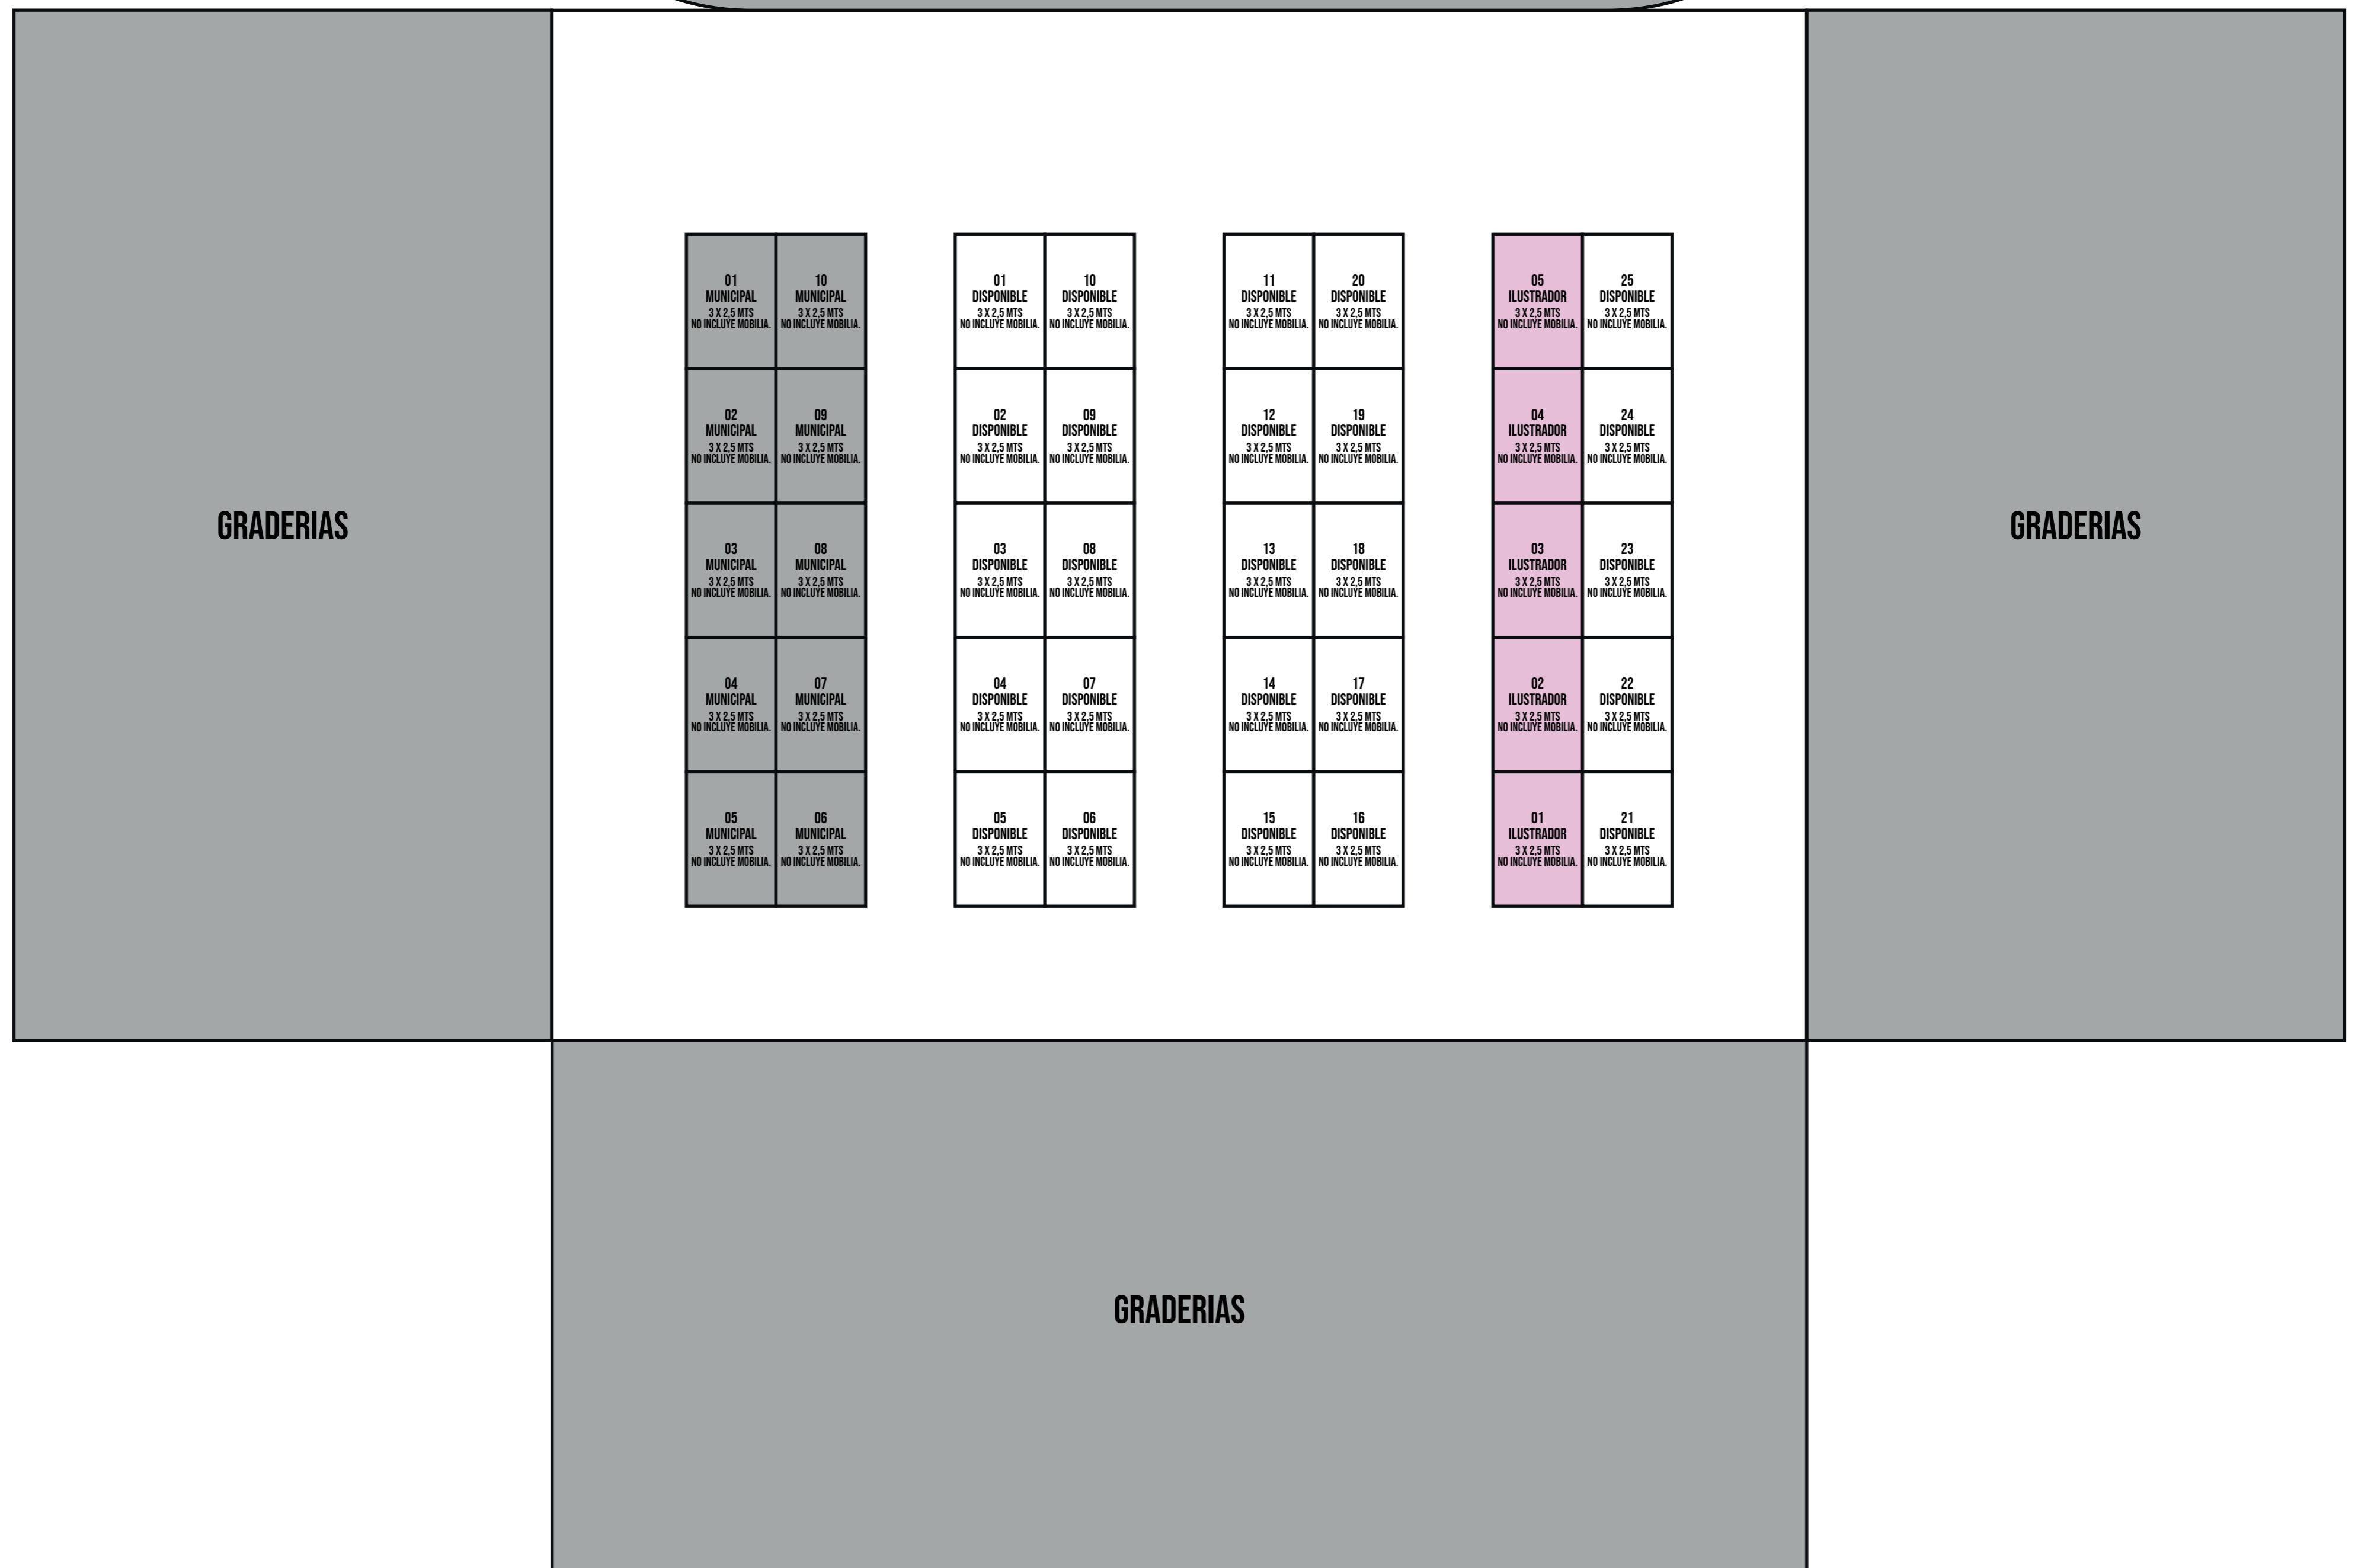 01
MUNICIPAL
3 X 2,5 MTS
NO INCLUYE MOBILIA.
10
MUNICIPAL
3 X 2,5 MTS
NO INCLUYE MOBILIA.
01
DISPONIBLE
3 X 2,5 MTS
NO INCLUYE MOBILIA.
10
DISPONIBLE
3 X 2,5 MTS
NO INCLUYE MOBILIA.
11
DISPONIBLE
3 X 2,5 MTS
NO INCLUYE MOBILIA.
20
DISPONIBLE
3 X 2,5 MTS
NO INCLUYE MOBILIA.
05
ILUSTRADOR
3 X 2,5 MTS
NO INCLUYE MOBILIA.
25
DISPONIBLE
3 X 2,5 MTS
NO INCLUYE MOBILIA.
02
MUNICIPAL
3 X 2,5 MTS
NO INCLUYE MOBILIA.
09
MUNICIPAL
3 X 2,5 MTS
NO INCLUYE MOBILIA.
02
DISPONIBLE
3 X 2,5 MTS
NO INCLUYE MOBILIA.
09
DISPONIBLE
3 X 2,5 MTS
NO INCLUYE MOBILIA.
12
DISPONIBLE
3 X 2,5 MTS
NO INCLUYE MOBILIA.
19
DISPONIBLE
3 X 2,5 MTS
NO INCLUYE MOBILIA.
04
ILUSTRADOR
3 X 2,5 MTS
NO INCLUYE MOBILIA.
24
DISPONIBLE
3 X 2,5 MTS
NO INCLUYE MOBILIA.
GRADERIAS
03
MUNICIPAL
3 X 2,5 MTS
NO INCLUYE MOBILIA.
08
MUNICIPAL
3 X 2,5 MTS
NO INCLUYE MOBILIA.
03
DISPONIBLE
3 X 2,5 MTS
NO INCLUYE MOBILIA.
08
DISPONIBLE
3 X 2,5 MTS
NO INCLUYE MOBILIA.
13
DISPONIBLE
3 X 2,5 MTS
NO INCLUYE MOBILIA.
18
DISPONIBLE
3 X 2,5 MTS
NO INCLUYE MOBILIA.
03
ILUSTRADOR
3 X 2,5 MTS
NO INCLUYE MOBILIA.
23
DISPONIBLE
3 X 2,5 MTS
NO INCLUYE MOBILIA.
GRADERIAS
04
MUNICIPAL
3 X 2,5 MTS
NO INCLUYE MOBILIA.
07
MUNICIPAL
3 X 2,5 MTS
NO INCLUYE MOBILIA.
04
DISPONIBLE
3 X 2,5 MTS
NO INCLUYE MOBILIA.
07
DISPONIBLE
3 X 2,5 MTS
NO INCLUYE MOBILIA.
14
DISPONIBLE
3 X 2,5 MTS
NO INCLUYE MOBILIA.
17
DISPONIBLE
3 X 2,5 MTS
NO INCLUYE MOBILIA.
02
ILUSTRADOR
3 X 2,5 MTS
NO INCLUYE MOBILIA.
22
DISPONIBLE
3 X 2,5 MTS
NO INCLUYE MOBILIA.
05
MUNICIPAL
3 X 2,5 MTS
NO INCLUYE MOBILIA.
06
MUNICIPAL
3 X 2,5 MTS
NO INCLUYE MOBILIA.
05
DISPONIBLE
3 X 2,5 MTS
NO INCLUYE MOBILIA.
06
DISPONIBLE
3 X 2,5 MTS
NO INCLUYE MOBILIA.
15
DISPONIBLE
3 X 2,5 MTS
NO INCLUYE MOBILIA.
16
DISPONIBLE
3 X 2,5 MTS
NO INCLUYE MOBILIA.
01
ILUSTRADOR
3 X 2,5 MTS
NO INCLUYE MOBILIA.
21
DISPONIBLE
3 X 2,5 MTS
NO INCLUYE MOBILIA.
GRADERIAS